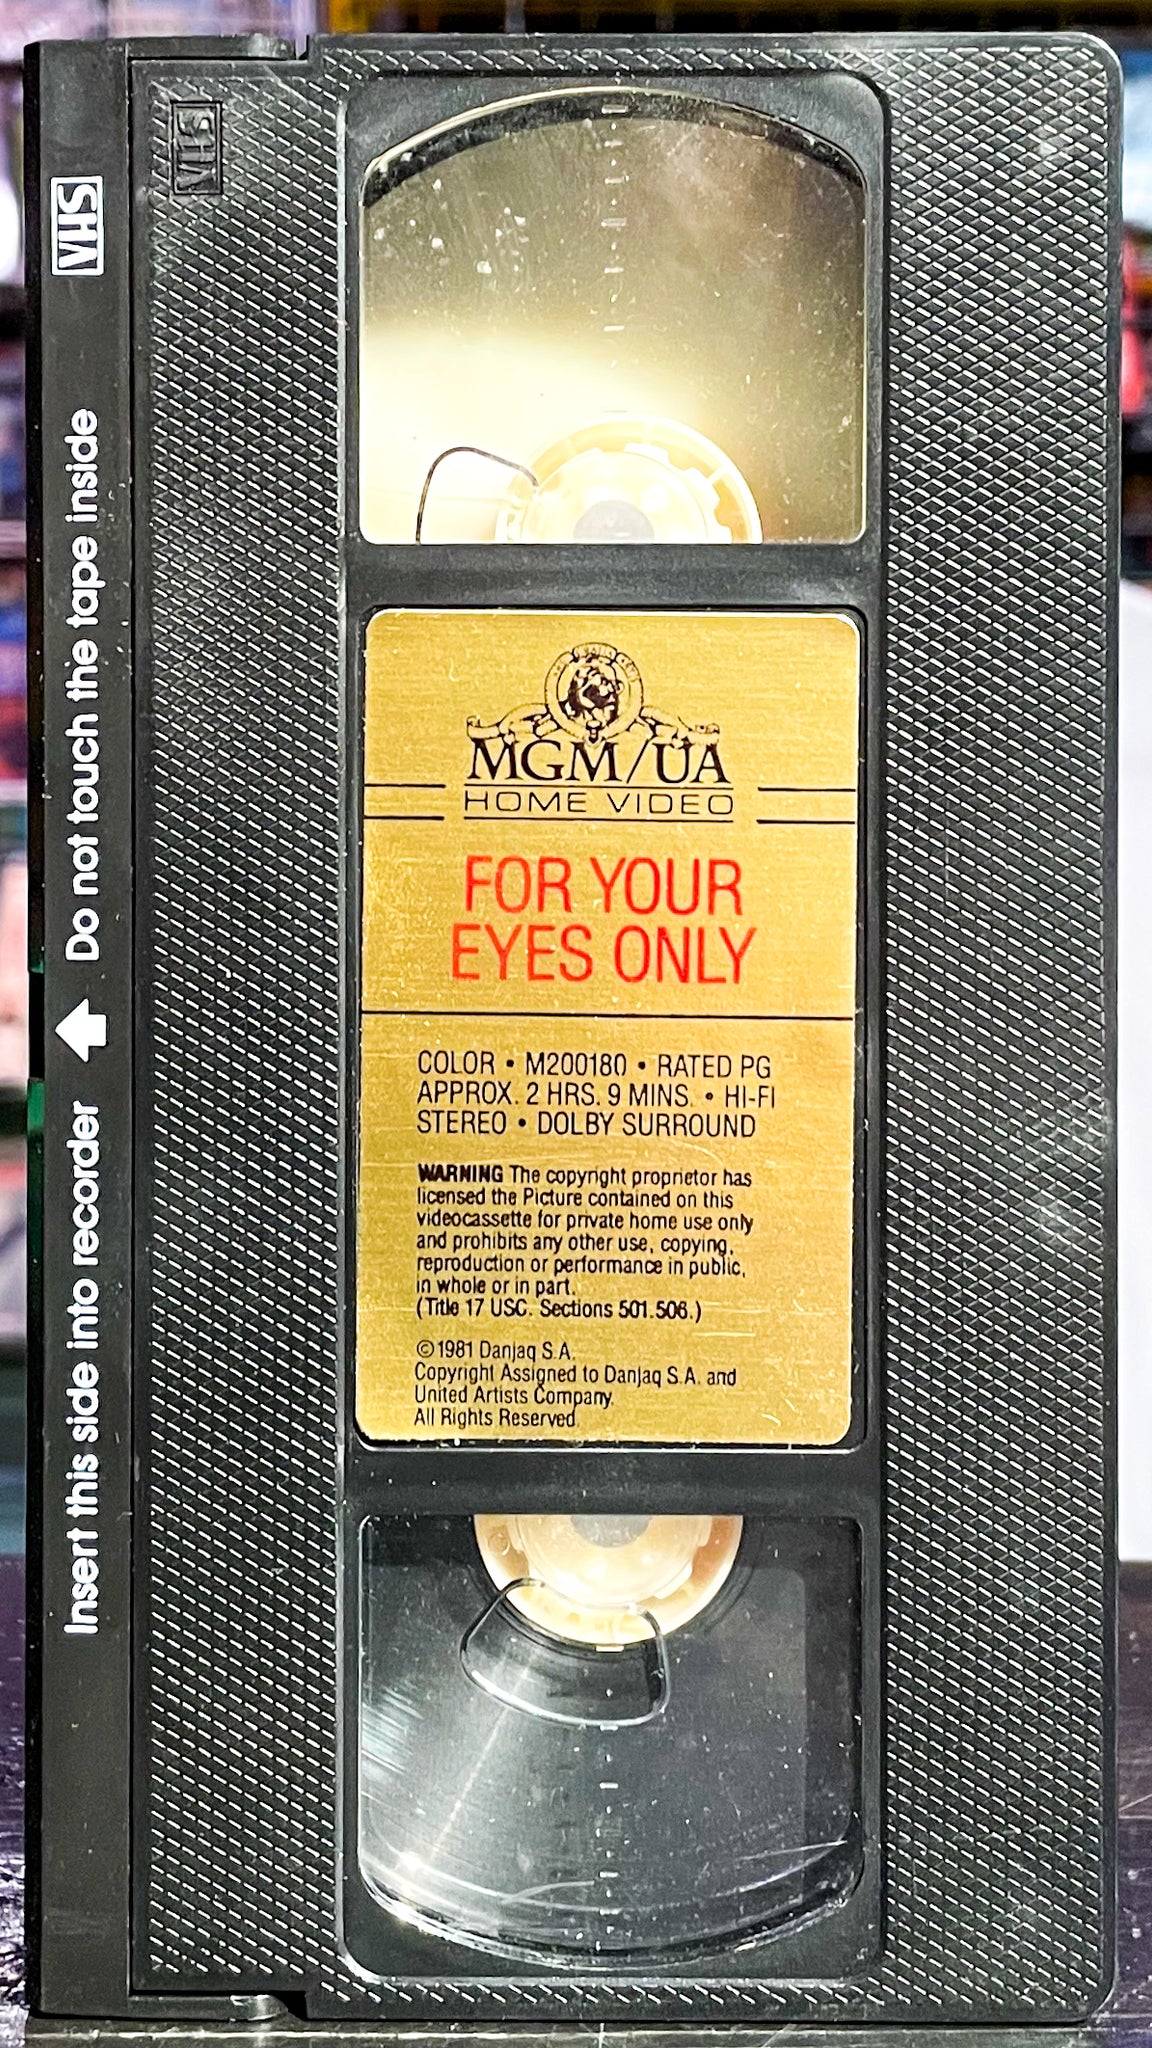 VHS
VHS
Insert this side into recorder ⬆ Do not touch the tape inside
MGM/UA
HOME VIDEO
FOR YOUR
EYES ONLY
COLOR • M200180 • RATED PG
APPROX. 2 HRS. 9 MINS. • HI-FI
STEREO • DOLBY SURROUND
WARNING The copyright proprietor has
licensed the Picture contained on this
videocassette for private home use only
and prohibits any other use, copying,
reproduction or performance in public,
in whole or in part.
(Title 17 USC. Sections 501.506.)
©1981 Danjaq S.A.
Copyright Assigned to Danjaq S.A. and
United Artists Company.
All Rights Reserved.